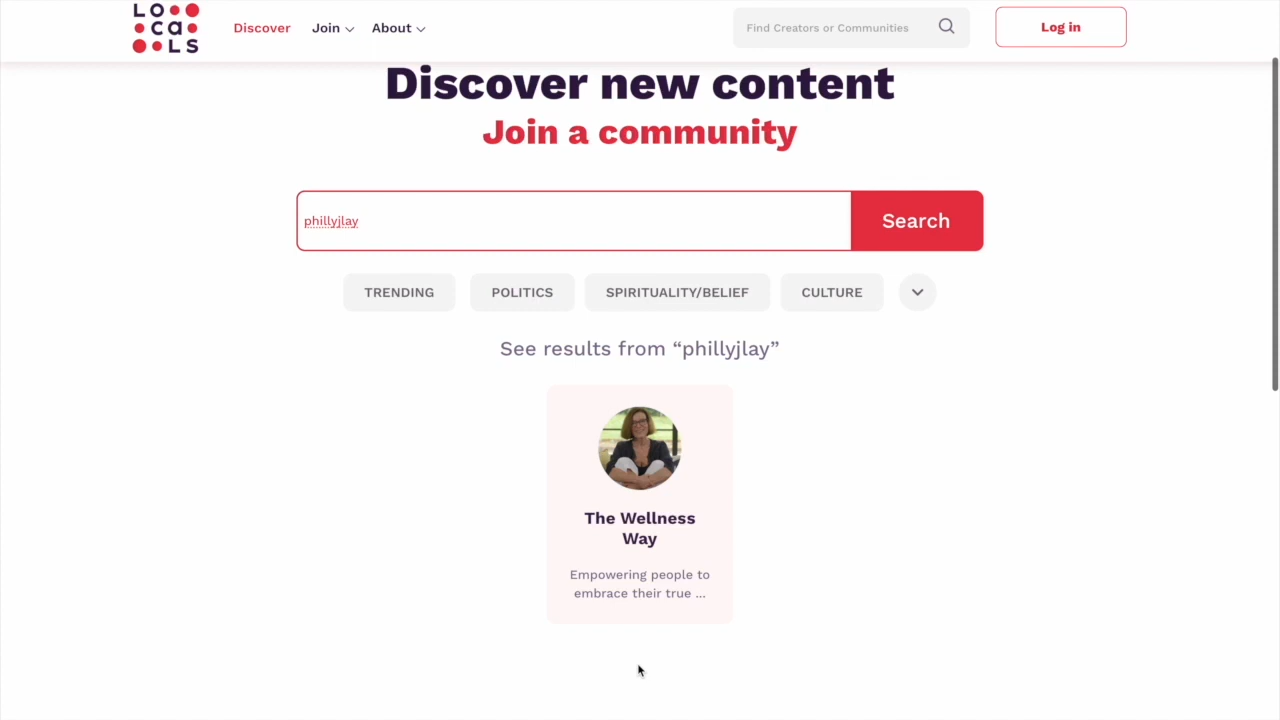 LO
ca
LS
Discover
Join
About
Find Creators or Communities
Log in
Discover new content
Join a community
phillyjlay
Search
TRENDING
POLITICS
SPIRITUALITY/BELIEF
CULTURE
See results from “phillyjlay”
The Wellness
Way
Empowering people to
embrace their true ...